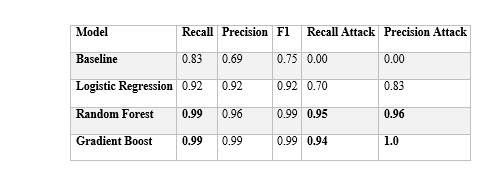 Model Recall Precision F1 Recall Attack Precision Attack
Baseline 0.83 0.69 0.75 0.00 0.00
Logistic Regression 0.92 0.92 0.92 0.70 0.83
Random Forest 0.99 0.96 0.99 0.95 0.96
Gradient Boost 0.99 0.99 0.99 0.94 1.0